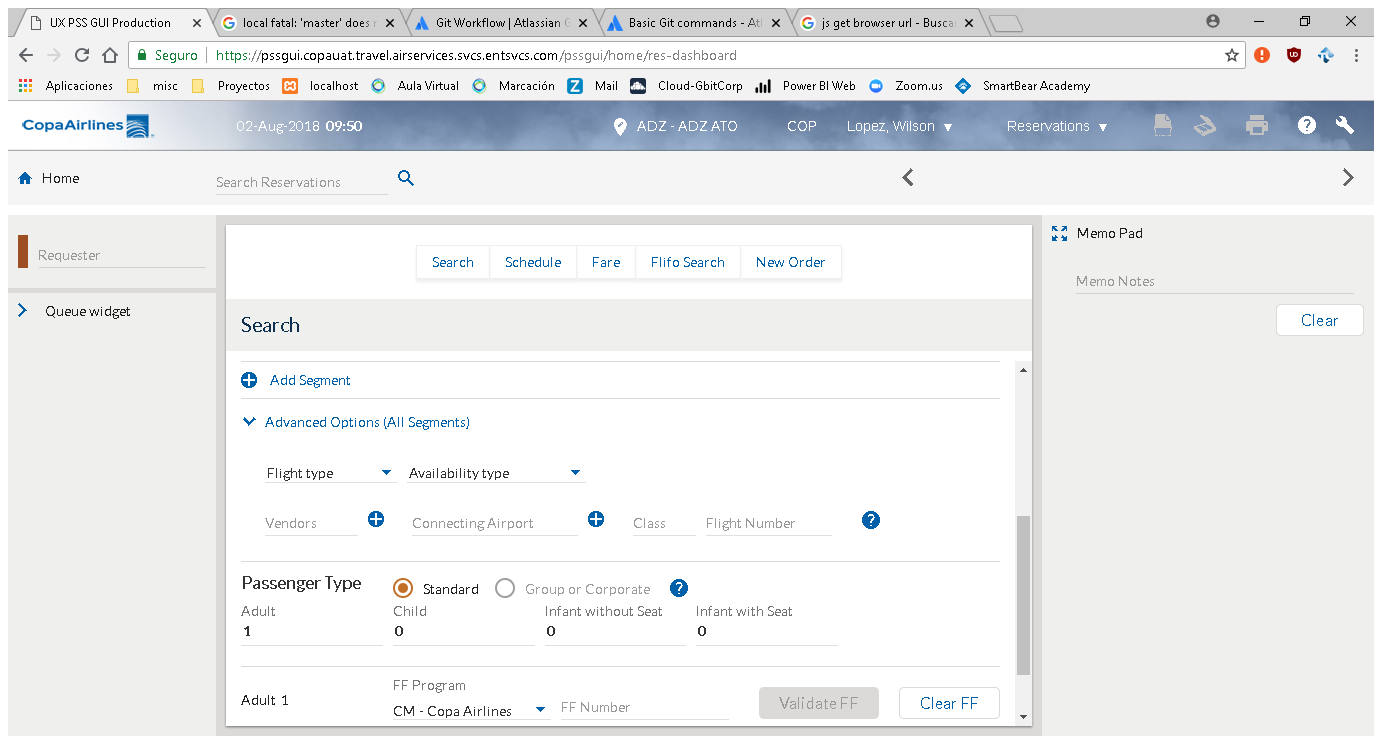 UX PSS GUI Production
local fatal: 'master' does n
Git Workflow | Atlassian G
Basic Git commands - Atl
js get browser url - Busca
Seguro https://pssgui.copauat.travel.airservices.svcs.entsvcs.com/pssgui/home/res-dashboard
Aplicaciones misc Proyectos localhost Aula Virtual Marcación Mail Cloud-GbitCorp Power BI Web Zoom.us SmartBear Academy
CopaAirlines 02-Aug-2018 09:50 ADZ - ADZ ATO COP Lopez, Wilson Reservations
Home Search Reservations
Requester
Queue widget
Search Schedule Fare Flifo Search New Order
Search
Add Segment
Advanced Options (All Segments)
Flight type Availability type
Vendors Connecting Airport Class Flight Number
Passenger Type Standard Group or Corporate
Adult Child Infant without Seat Infant with Seat
1 0 0 0
FF Program
Adult 1 CM - Copa Airlines FF Number Validate FF Clear FF
Memo Pad
Memo Notes
Clear